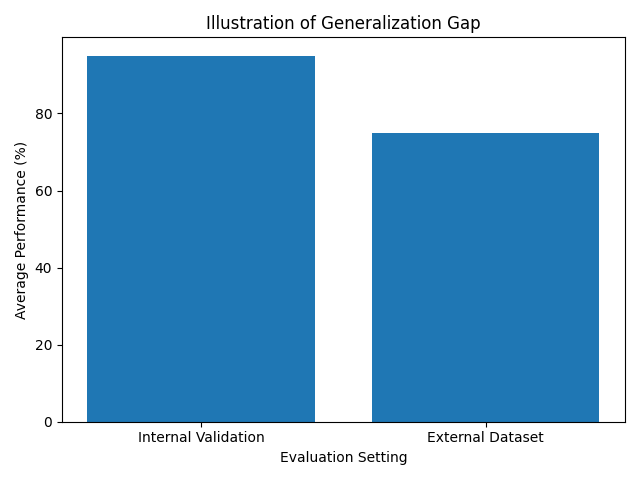 Illustration of Generalization Gap
Average Performance (%)
80
60
40
20
0
Internal Validation
External Dataset
Evaluation Setting